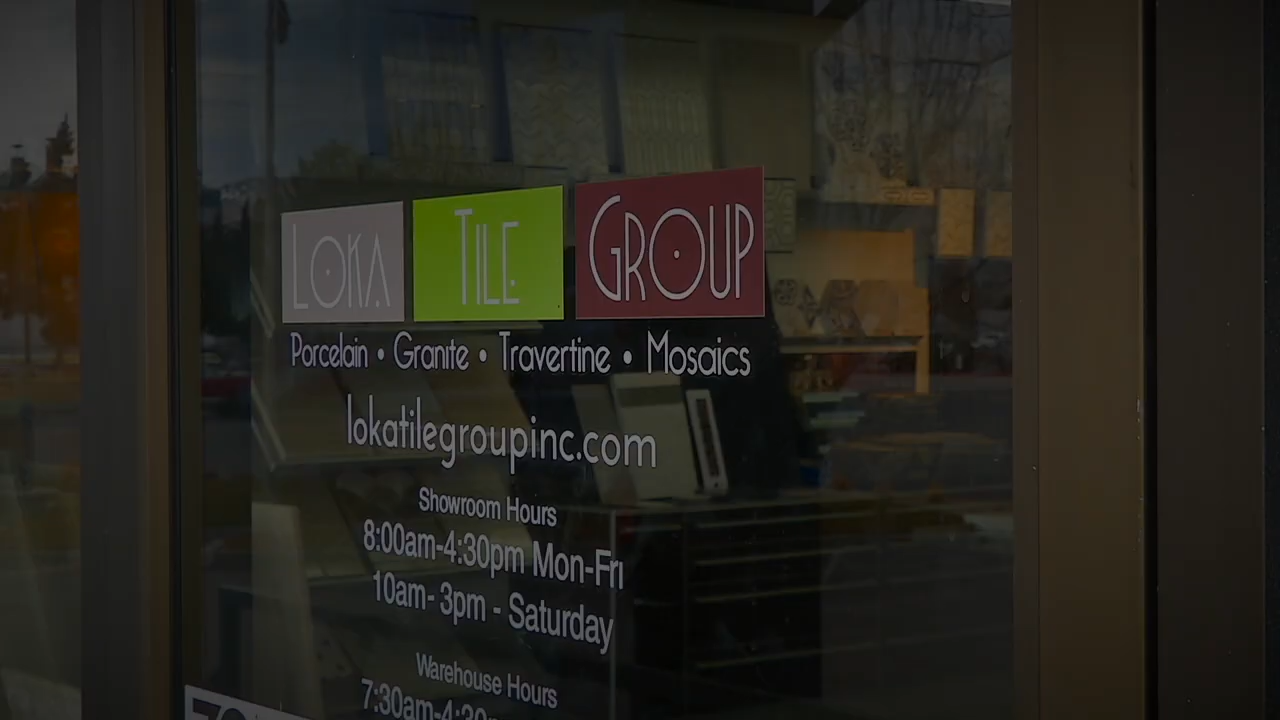 LOKA TILE GROUP
Porcelain • Granite • Travertine • Mosaics
lokatilegroupinc.com
Showroom Hours
8:00am-4:30pm Mon-Fri
10am- 3pm - Saturday
Warehouse Hours